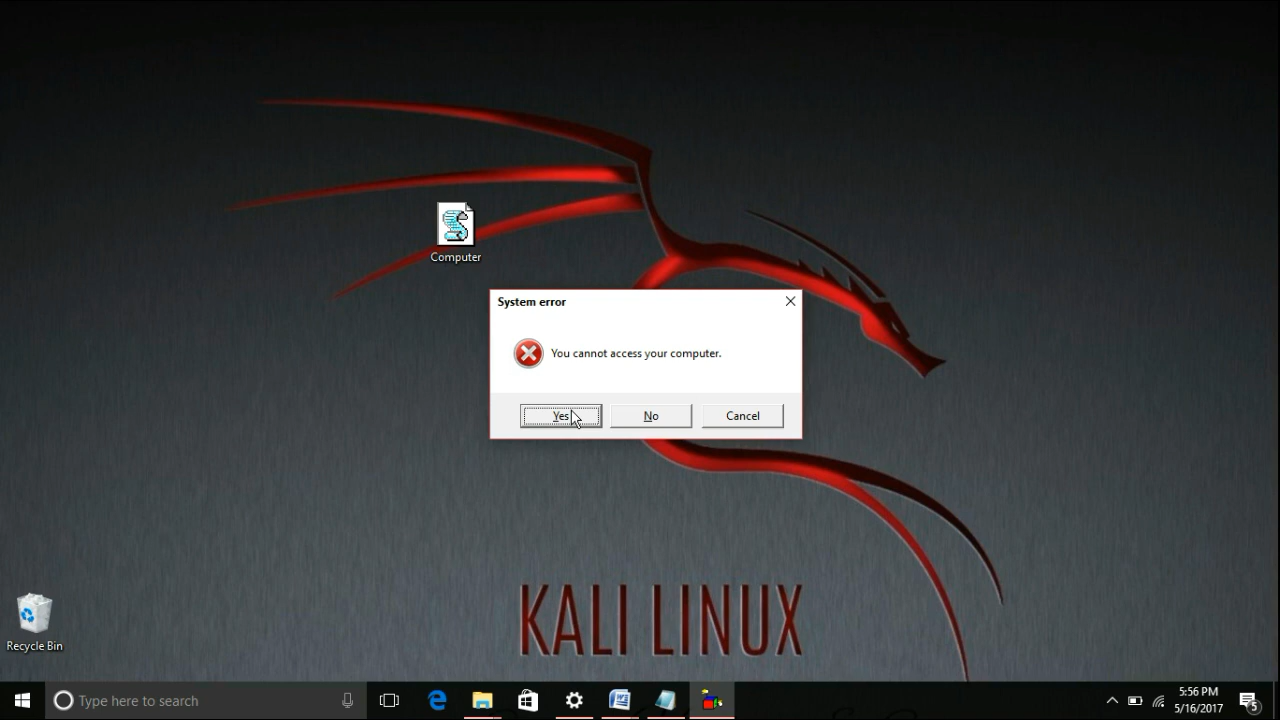 Computer
System error
You cannot access your computer.
Yes
No
Cancel
KALI LINUX
Recycle Bin
Type here to search
5:56 PM
5/16/2017
5